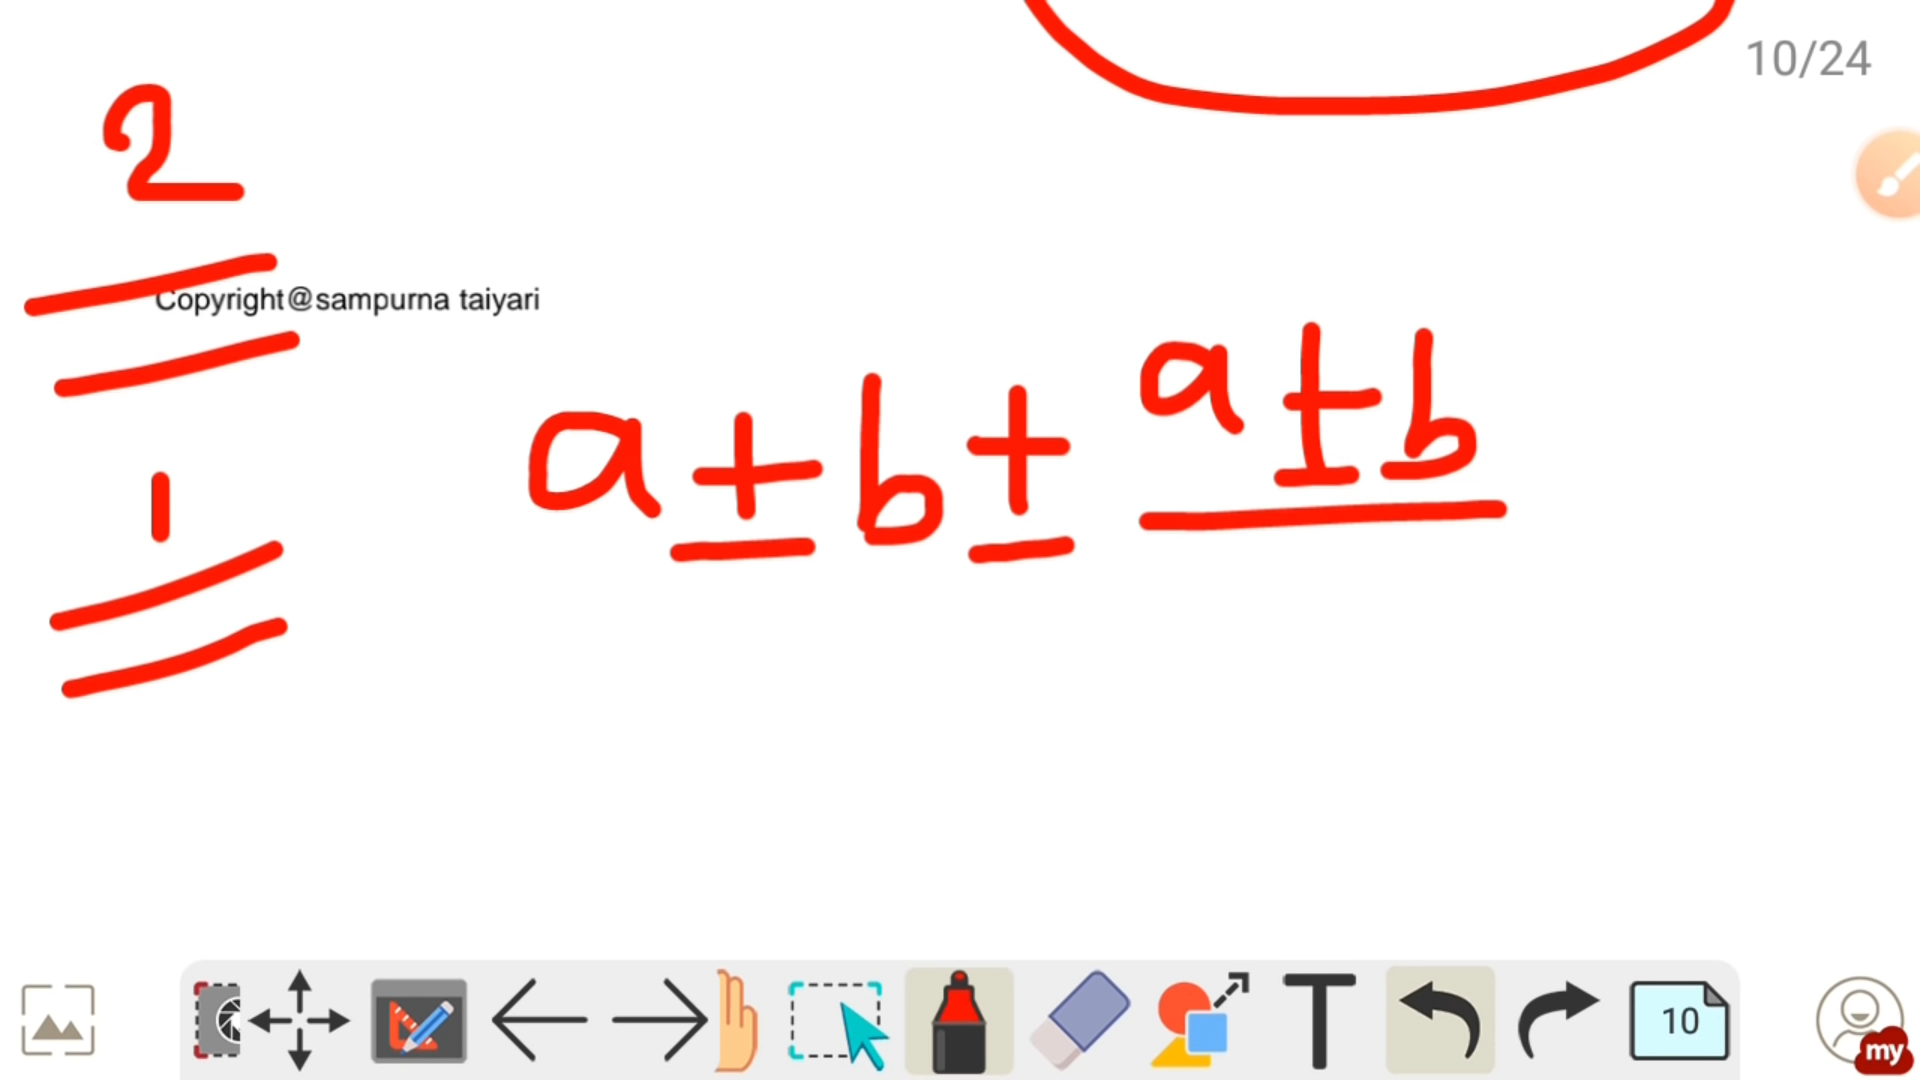 10/24
2
Copyright@sampurna taiyari
a ± b ± a ± b
1
10
my